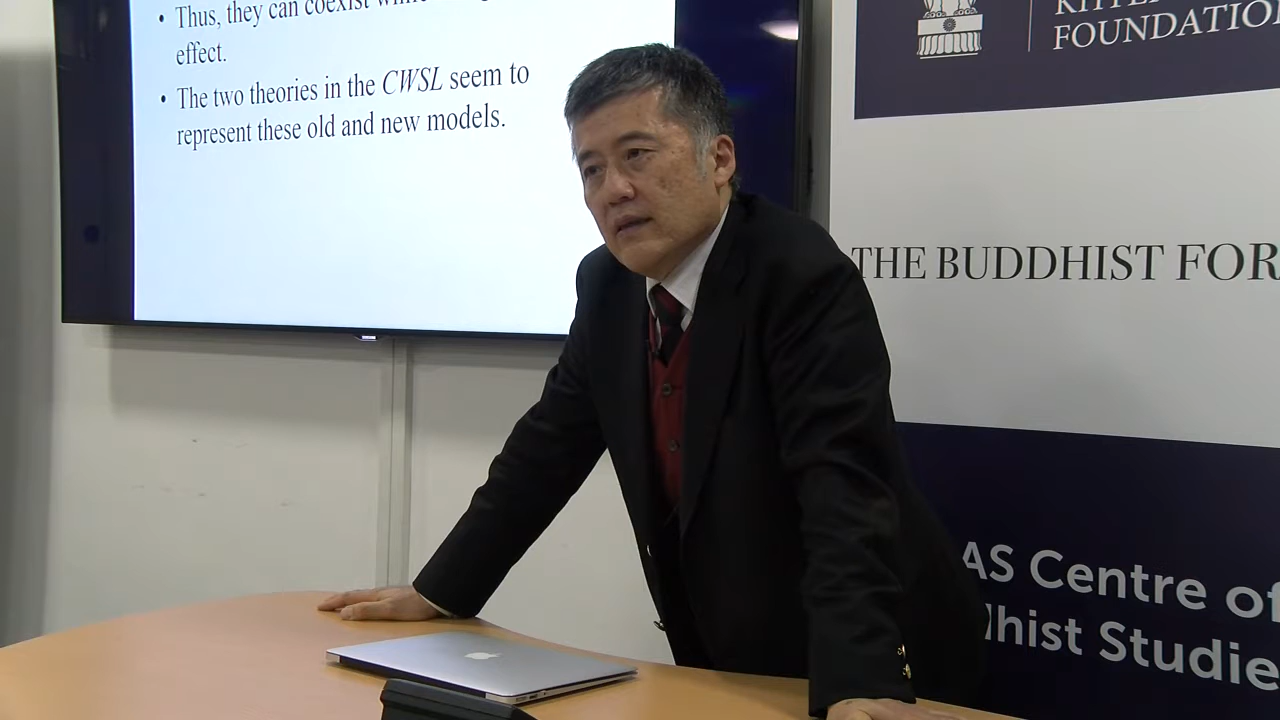 • Thus, they can coexist
effect.
• The two theories in the CWSL seem to
represent these old and new models.
FOUNDATION
THE BUDDHIST FOR
AS Centre of
dhist Studie